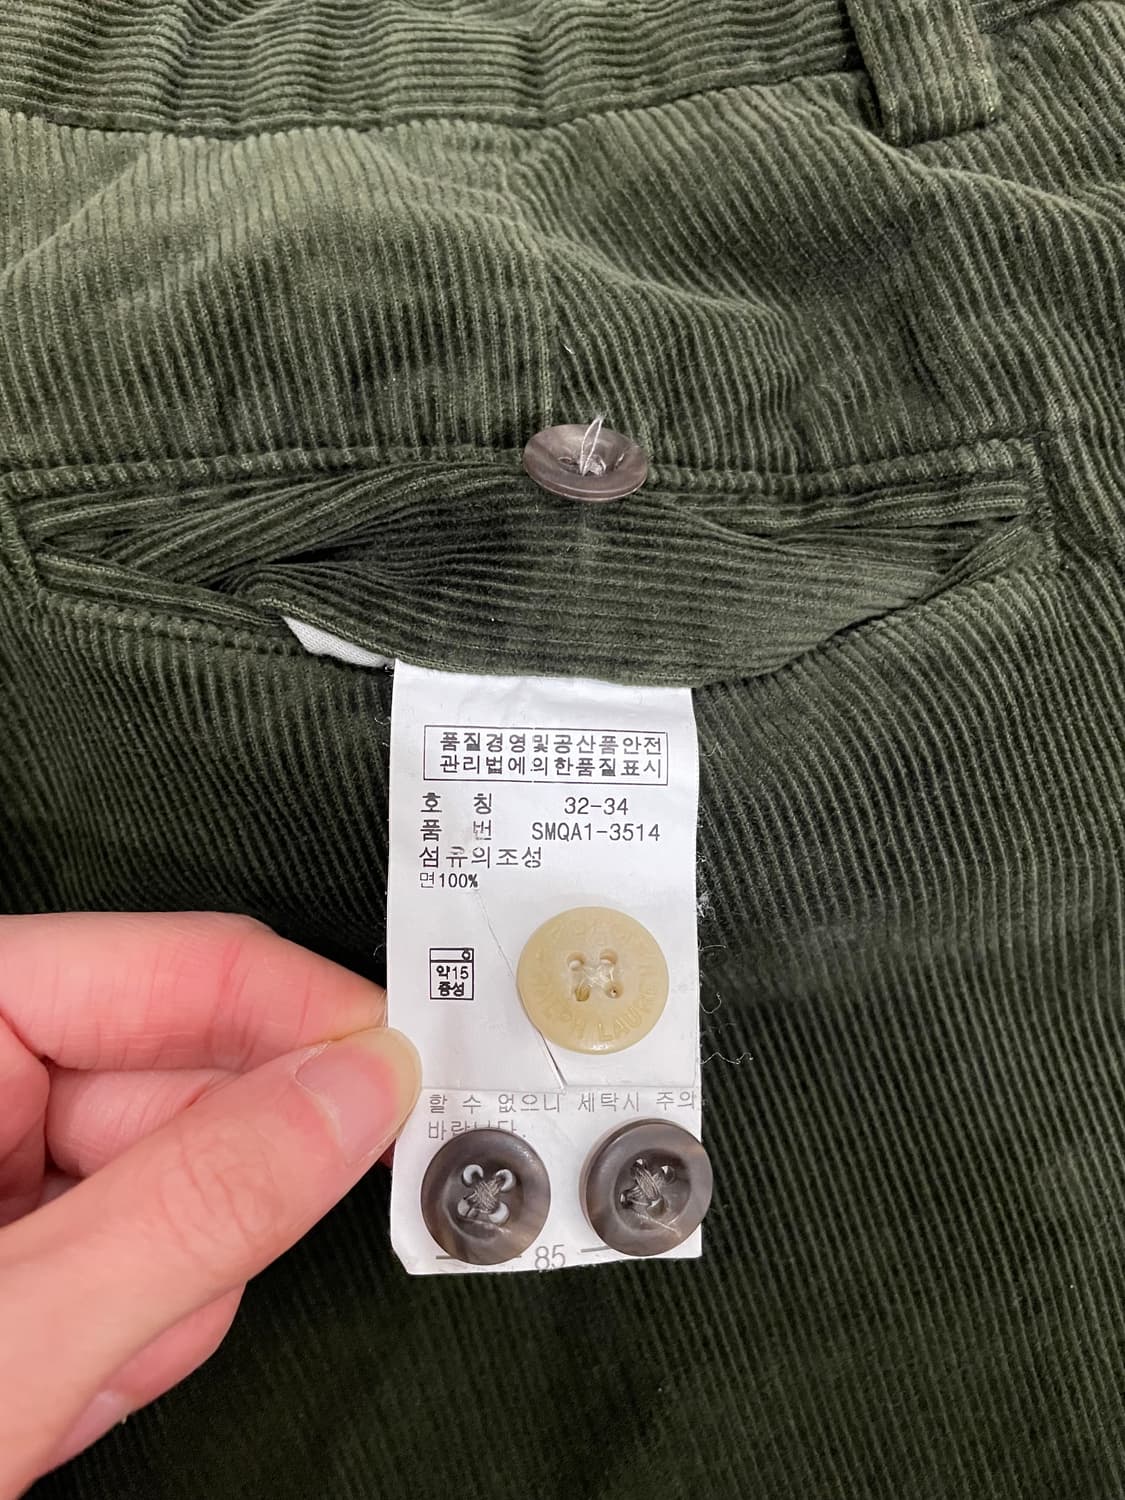 품질경영및공산품안전
관리법에의한품질표시
호 칭 32-34
품 번 SMQA1-3514
섬유의조성
면100%
약15
중성
RALPH LAUREN
할 수 없으니 세탁시 주의
바랍니다.
85